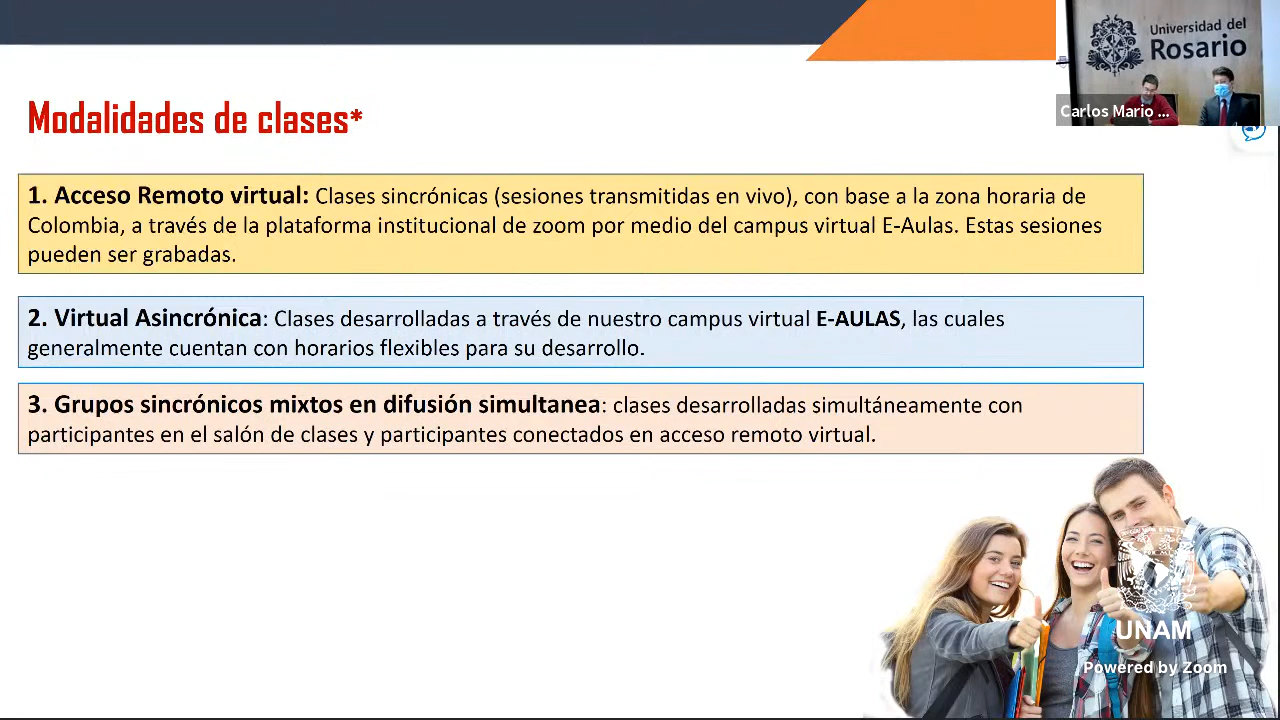 Universidad del
Rosario
Carlos Mario ...
Modalidades de clases*
1. Acceso Remoto virtual: Clases sincrónicas (sesiones transmitidas en vivo), con base a la zona horaria de
Colombia, a través de la plataforma institucional de zoom por medio del campus virtual E-Aulas. Estas sesiones
pueden ser grabadas.
2. Virtual Asincrónica: Clases desarrolladas a través de nuestro campus virtual E-AULAS, las cuales
generalmente cuentan con horarios flexibles para su desarrollo.
3. Grupos sincrónicos mixtos en difusión simultanea: clases desarrolladas simultáneamente con
participantes en el salón de clases y participantes conectados en acceso remoto virtual.
UNAM
Powered by Zoom